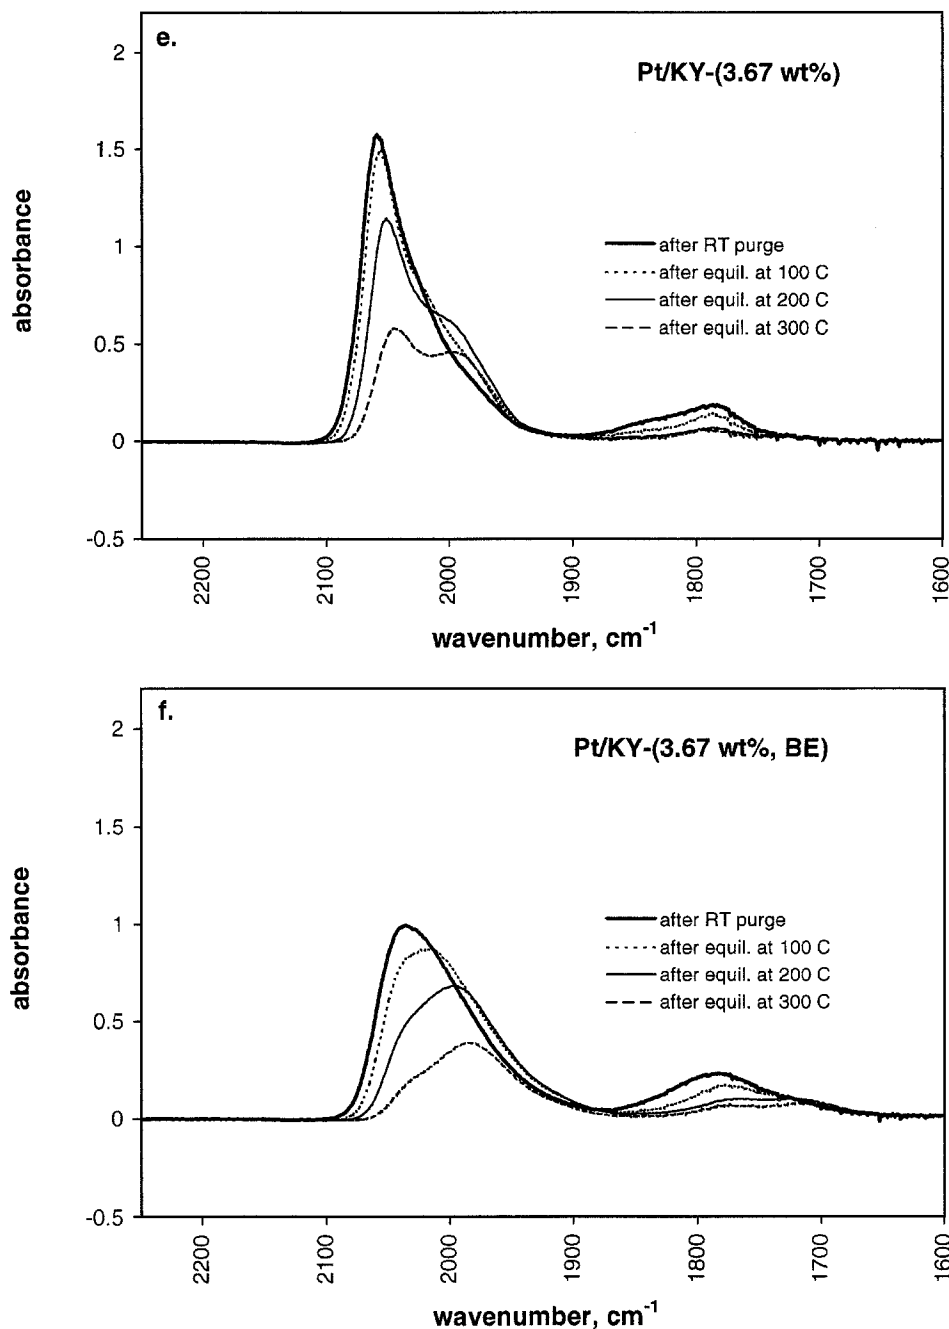 e.
Pt/KY-(3.67 wt%)
2
1.5
1
0.5
0
-0.5
absorbance
after RT purge
after equil. at 100 C
after equil. at 200 C
after equil. at 300 C
2200
2100
2000
1900
1800
1700
1600
wavenumber, cm⁻¹
f.
Pt/KY-(3.67 wt%, BE)
2
1.5
1
0.5
0
-0.5
absorbance
after RT purge
after equil. at 100 C
after equil. at 200 C
after equil. at 300 C
2200
2100
2000
1900
1800
1700
1600
wavenumber, cm⁻¹